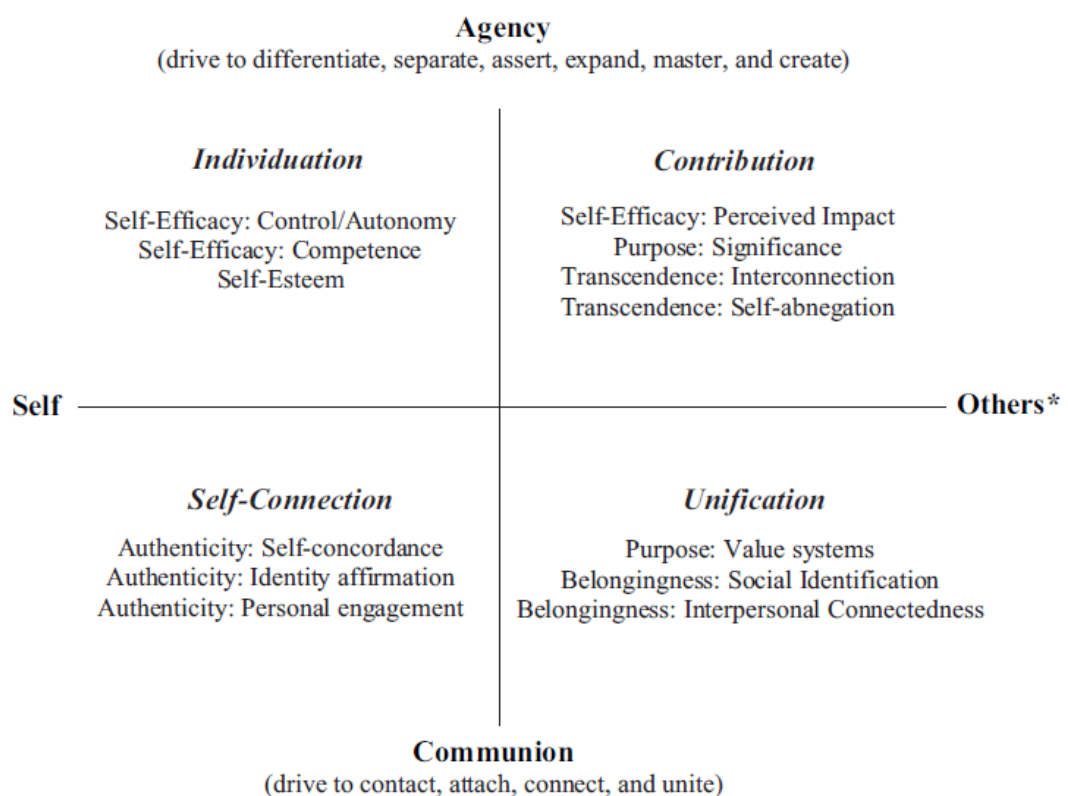 Agency
(drive to differentiate, separate, assert, expand, master, and create)
Individuation
Self-Efficacy: Control/Autonomy
Self-Efficacy: Competence
Self-Esteem
Contribution
Self-Efficacy: Perceived Impact
Purpose: Significance
Transcendence: Interconnection
Transcendence: Self-abnegation
Self
Others*
Self-Connection
Authenticity: Self-concordance
Authenticity: Identity affirmation
Authenticity: Personal engagement
Unification
Purpose: Value systems
Belongingness: Social Identification
Belongingness: Interpersonal Connectedness
Communion
(drive to contact, attach, connect, and unite)